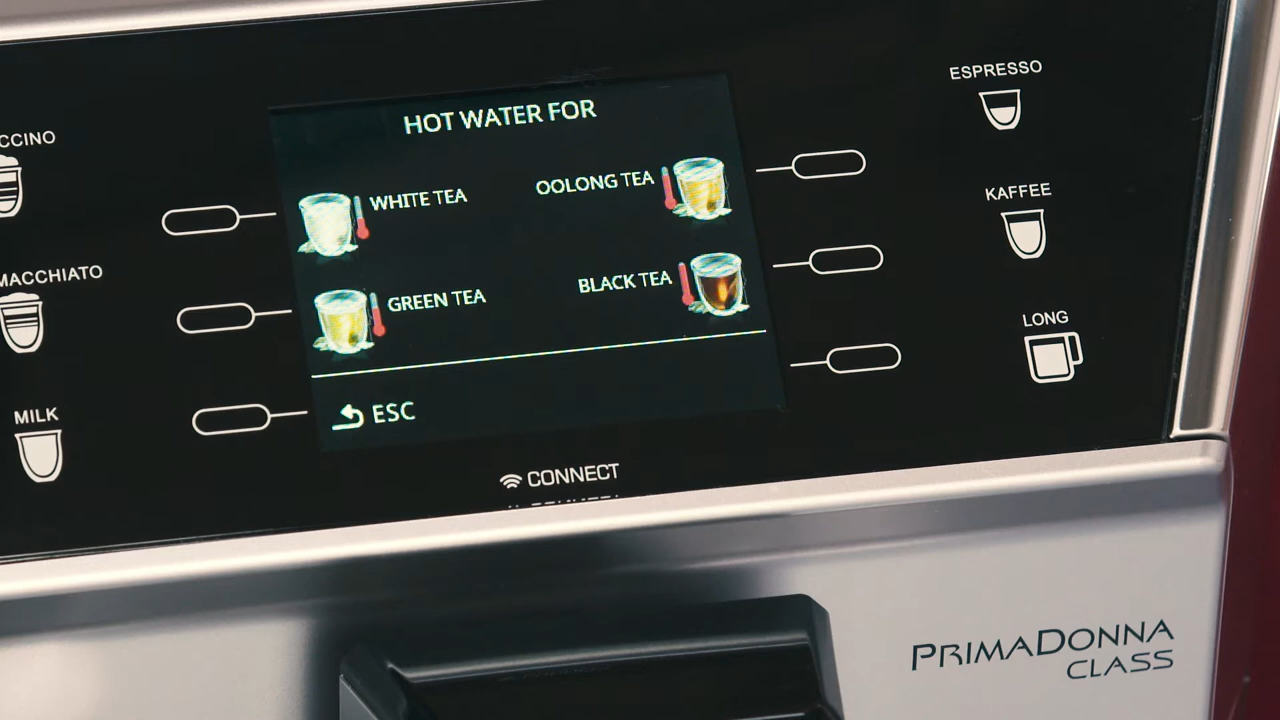 HOT WATER FOR
WHITE TEA
OOLONG TEA
GREEN TEA
BLACK TEA
ESC
CONNECT
CCINO
MACCHIATO
MILK
ESPRESSO
KAFFEE
LONG
PRIMADONNA
CLASS